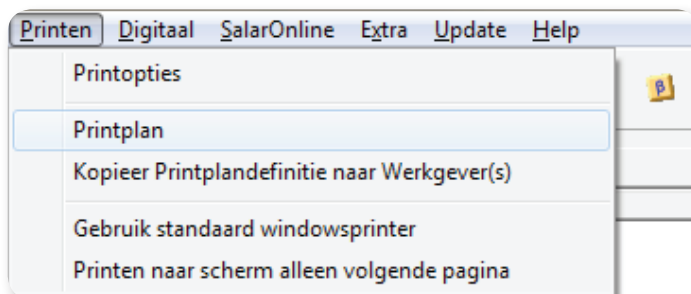 Printen Digitaal SalarOnline Extra Update Help
Printopties
β
Printplan
Kopieer Printplandefinitie naar Werkgever(s)
Gebruik standaard windowsprinter
Printen naar scherm alleen volgende pagina